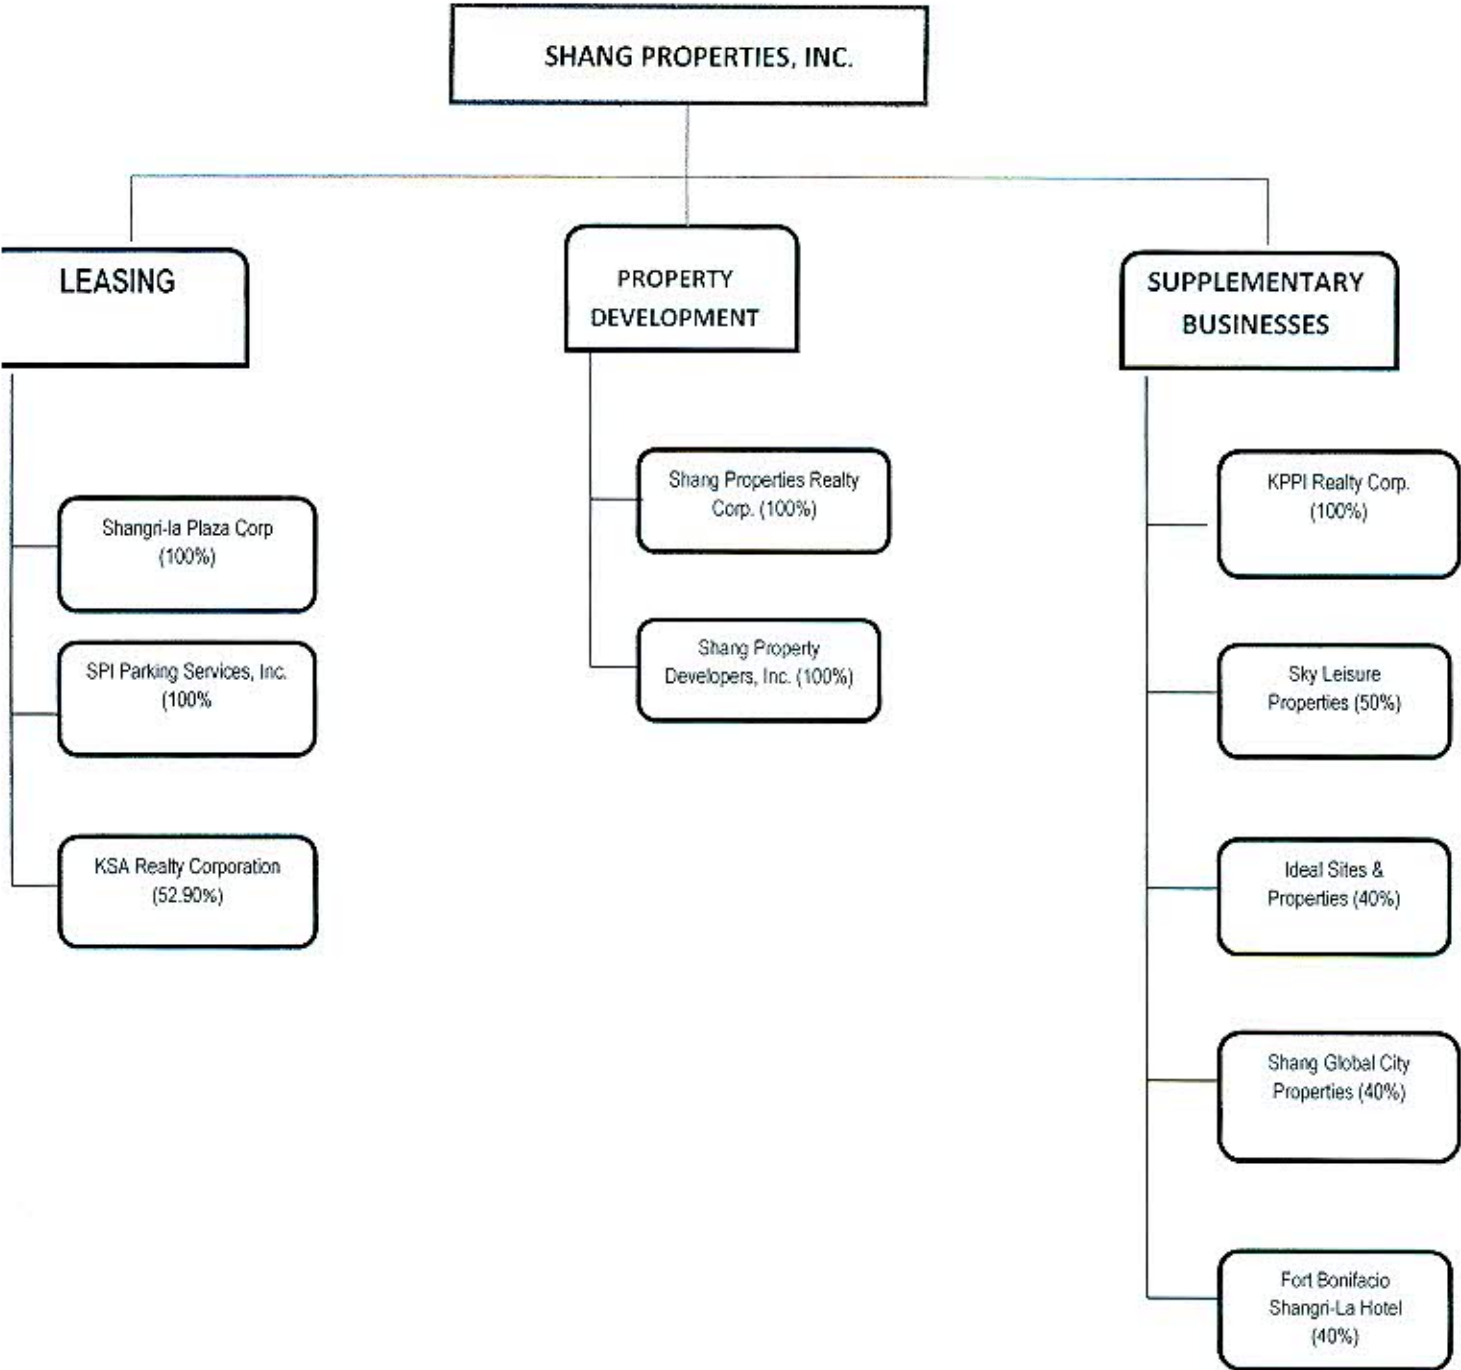 SHANG PROPERTIES, INC.
LEASING
Shangri-la Plaza Corp
(100%)
SPI Parking Services, Inc.
(100%
KSA Realty Corporation
(52.90%)
PROPERTY
DEVELOPMENT
Shang Properties Realty
Corp. (100%)
Shang Property
Developers, Inc. (100%)
SUPPLEMENTARY
BUSINESSES
KPPI Realty Corp.
(100%)
Sky Leisure
Properties (50%)
Ideal Sites &
Properties (40%)
Shang Global City
Properties (40%)
Fort Bonifacio
Shangri-La Hotel
(40%)